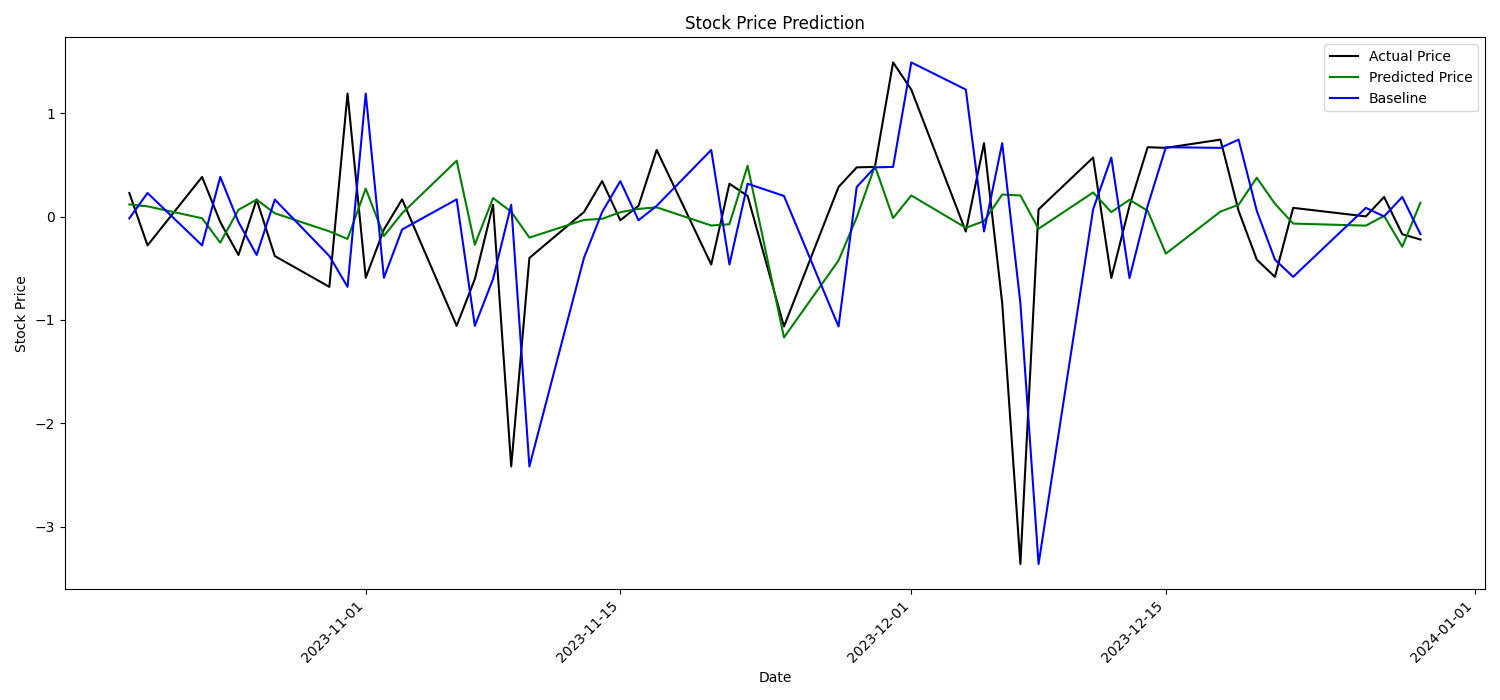 Stock Price Prediction
Actual Price
Predicted Price
Baseline
Stock Price
1
0
−1
−2
−3
2023-11-01
2023-11-15
2023-12-01
2023-12-15
2024-01-01
Date